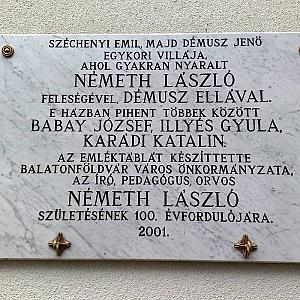 SZÉCHENYI EMIL, MAJD DÉMUSZ JENŐ
EGYKORI VILLÁJA,
AHOL GYAKRAN NYARALT
NÉMETH LÁSZLÓ
FELESÉGÉVEL, DÉMUSZ ELLÁVAL.
E HÁZBAN PIHENT TÖBBEK KÖZÖTT
BABAY JÓZSEF, ILLYÉS GYULA,
KARÁDI KATALIN.
AZ EMLÉKTÁBLÁT KÉSZÍTTETTE
BALATONFÖLDVÁR VÁROS ÖNKORMÁNYZATA,
AZ ÍRÓ, PEDAGÓGUS, ORVOS
NÉMETH LÁSZLÓ
SZÜLETÉSÉNEK 100. ÉVFORDULÓJÁRA.
2001.